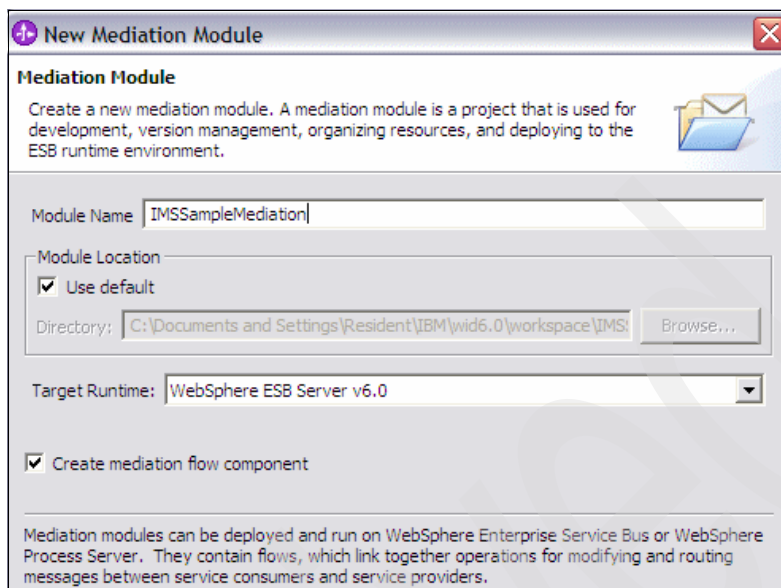 New Mediation Module
Mediation Module
Create a new mediation module. A mediation module is a project that is used for
development, version management, organizing resources, and deploying to the
ESB runtime environment.
Module Name IMSSampleMediation
Module Location
Use default
Directory: C:\Documents and Settings\Resident\IBM\wid6.0\workspace\IMS Browse...
Target Runtime: WebSphere ESB Server v6.0
Create mediation flow component
Mediation modules can be deployed and run on WebSphere Enterprise Service Bus or WebSphere
Process Server. They contain flows, which link together operations for modifying and routing
messages between service consumers and service providers.